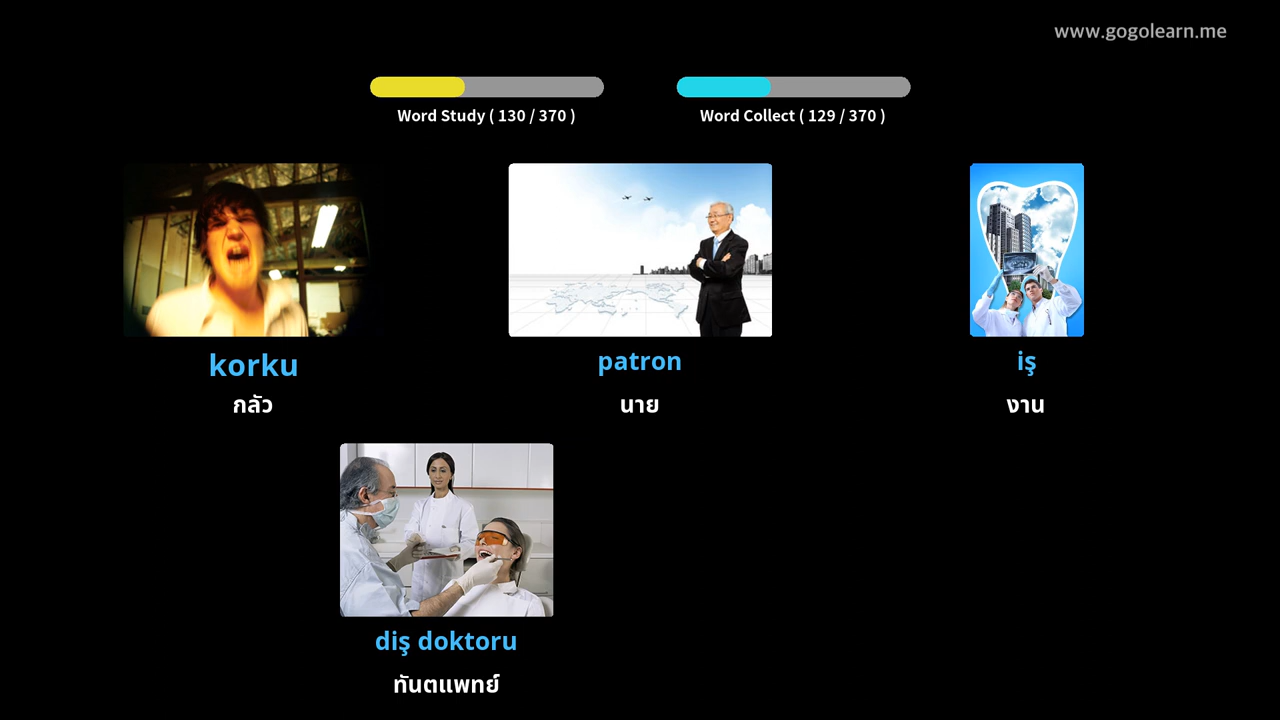 www.gogolearn.me
Word Study ( 130 / 370 )
Word Collect ( 129 / 370 )
korku
กลัว
patron
นาย
iş
งาน
diş doktoru
ทันตแพทย์